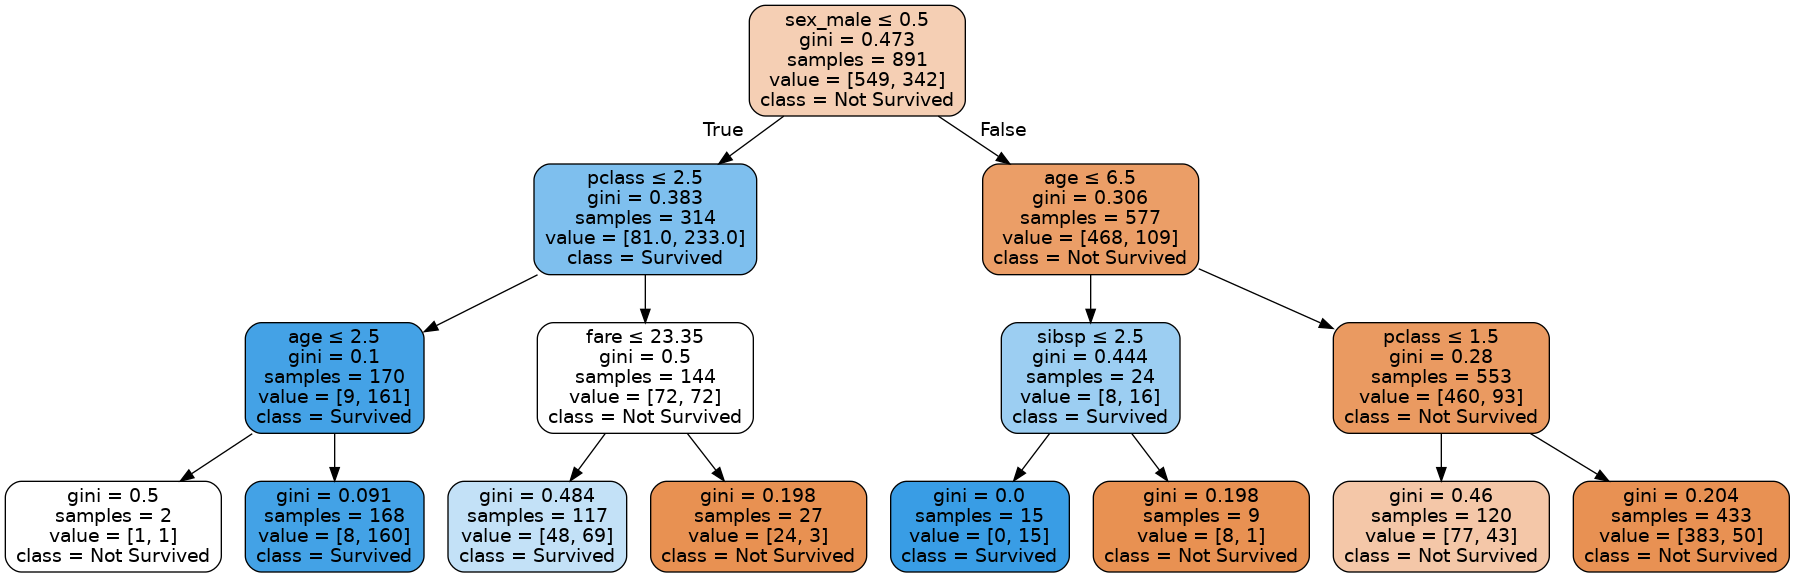 sex_male ≤ 0.5
gini = 0.473
samples = 891
value = [549, 342]
class = Not Survived
True
False
pclass ≤ 2.5
gini = 0.383
samples = 314
value = [81.0, 233.0]
class = Survived
age ≤ 6.5
gini = 0.306
samples = 577
value = [468, 109]
class = Not Survived
age ≤ 2.5
gini = 0.1
samples = 170
value = [9, 161]
class = Survived
fare ≤ 23.35
gini = 0.5
samples = 144
value = [72, 72]
class = Not Survived
sibsp ≤ 2.5
gini = 0.444
samples = 24
value = [8, 16]
class = Survived
pclass ≤ 1.5
gini = 0.28
samples = 553
value = [460, 93]
class = Not Survived
gini = 0.5
samples = 2
value = [1, 1]
class = Not Survived
gini = 0.091
samples = 168
value = [8, 160]
class = Survived
gini = 0.484
samples = 117
value = [48, 69]
class = Survived
gini = 0.198
samples = 27
value = [24, 3]
class = Not Survived
gini = 0.0
samples = 15
value = [0, 15]
class = Survived
gini = 0.198
samples = 9
value = [8, 1]
class = Not Survived
gini = 0.46
samples = 120
value = [77, 43]
class = Not Survived
gini = 0.204
samples = 433
value = [383, 50]
class = Not Survived